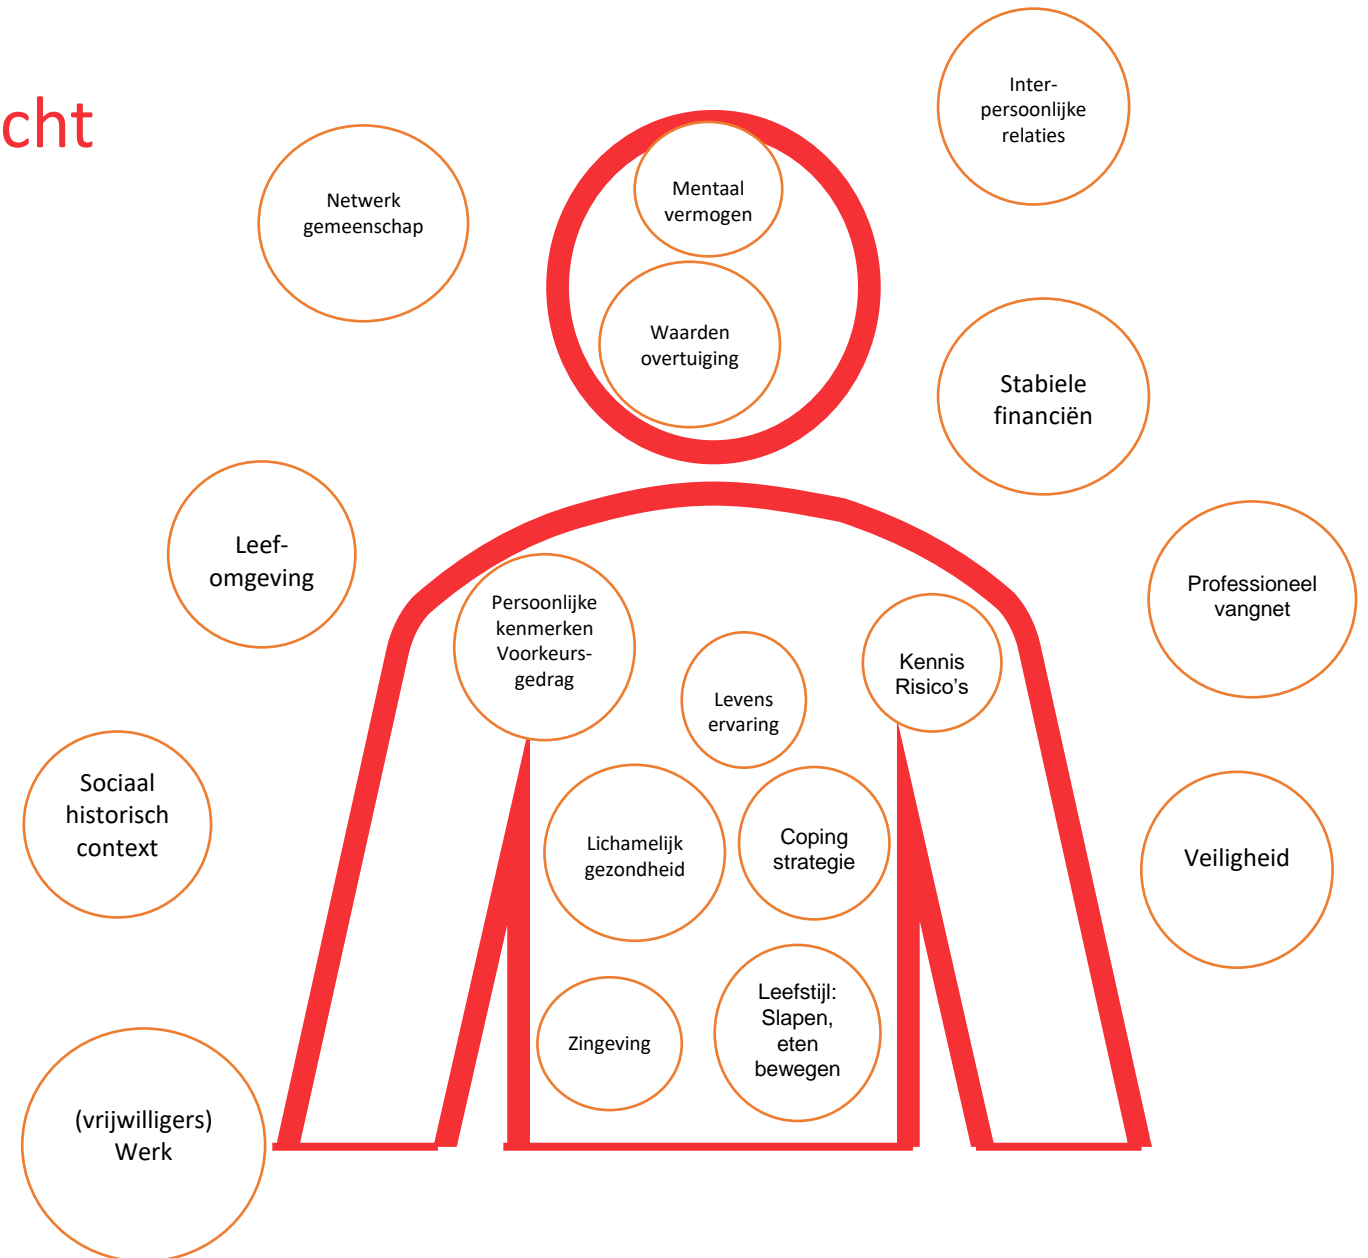 cht
Inter-
persoonlijke
relaties
Netwerk
gemeenschap
Mentaal
vermogen
Waarden
overtuiging
Stabiele
financiën
Leef-
omgeving
Professioneel
vangnet
Persoonlijke
kenmerken
Voorkeurs-
gedrag
Levens
ervaring
Kennis
Risico’s
Sociaal
historisch
context
Lichamelijk
gezondheid
Coping
strategie
Veiligheid
Zingeving
Leefstijl:
Slapen,
eten
bewegen
(vrijwilligers)
Werk